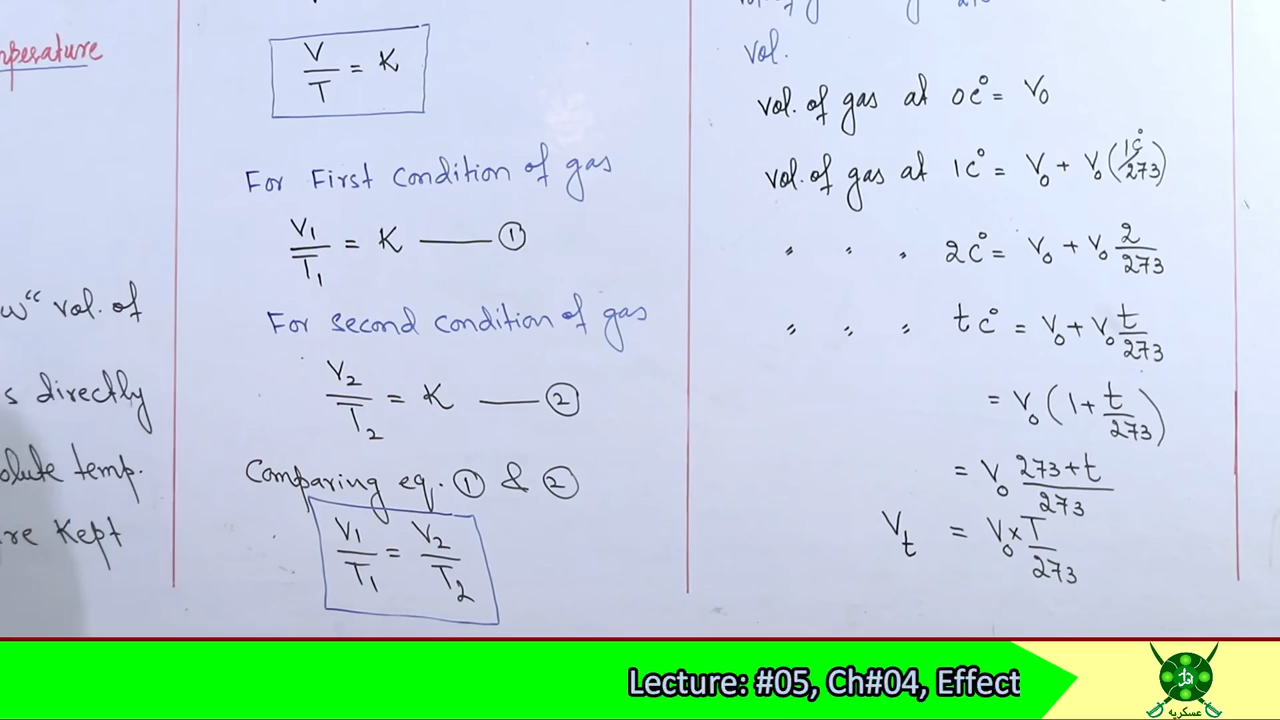 mperature
w“ vol. of
s directly
olute temp.
re Kept
V/T = K
For First Condition of gas
V₁/T₁ = K —— ①
For second condition of gas
V₂/T₂ = K —— ②
Comparing eq. ① & ②
V₁/T₁ = V₂/T₂
vol.
vol. of gas at 0c° = V₀
vol. of gas at 1c° = V₀ + V₀(1c°/273)
〃 〃 〃 2c° = V₀ + V₀ 2/273
〃 〃 〃 tc° = V₀ + V₀ t/273
= V₀(1 + t/273)
= V₀ 273+t/273
Vt = V₀ × T/273
Lecture: #05, Ch#04, Effect
عسکریہ